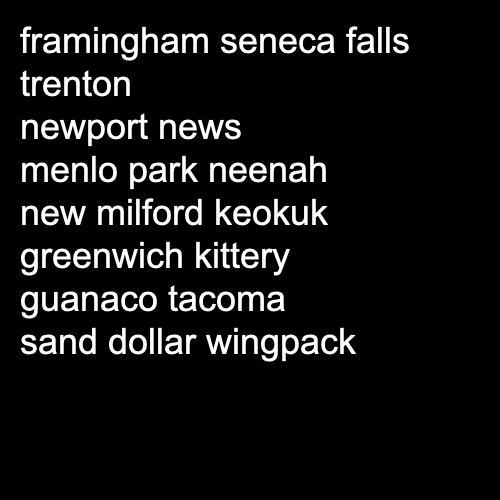 framingham seneca falls
trenton
newport news
menlo park neenah
new milford keokuk
greenwich kittery
guanaco tacoma
sand dollar wingpack